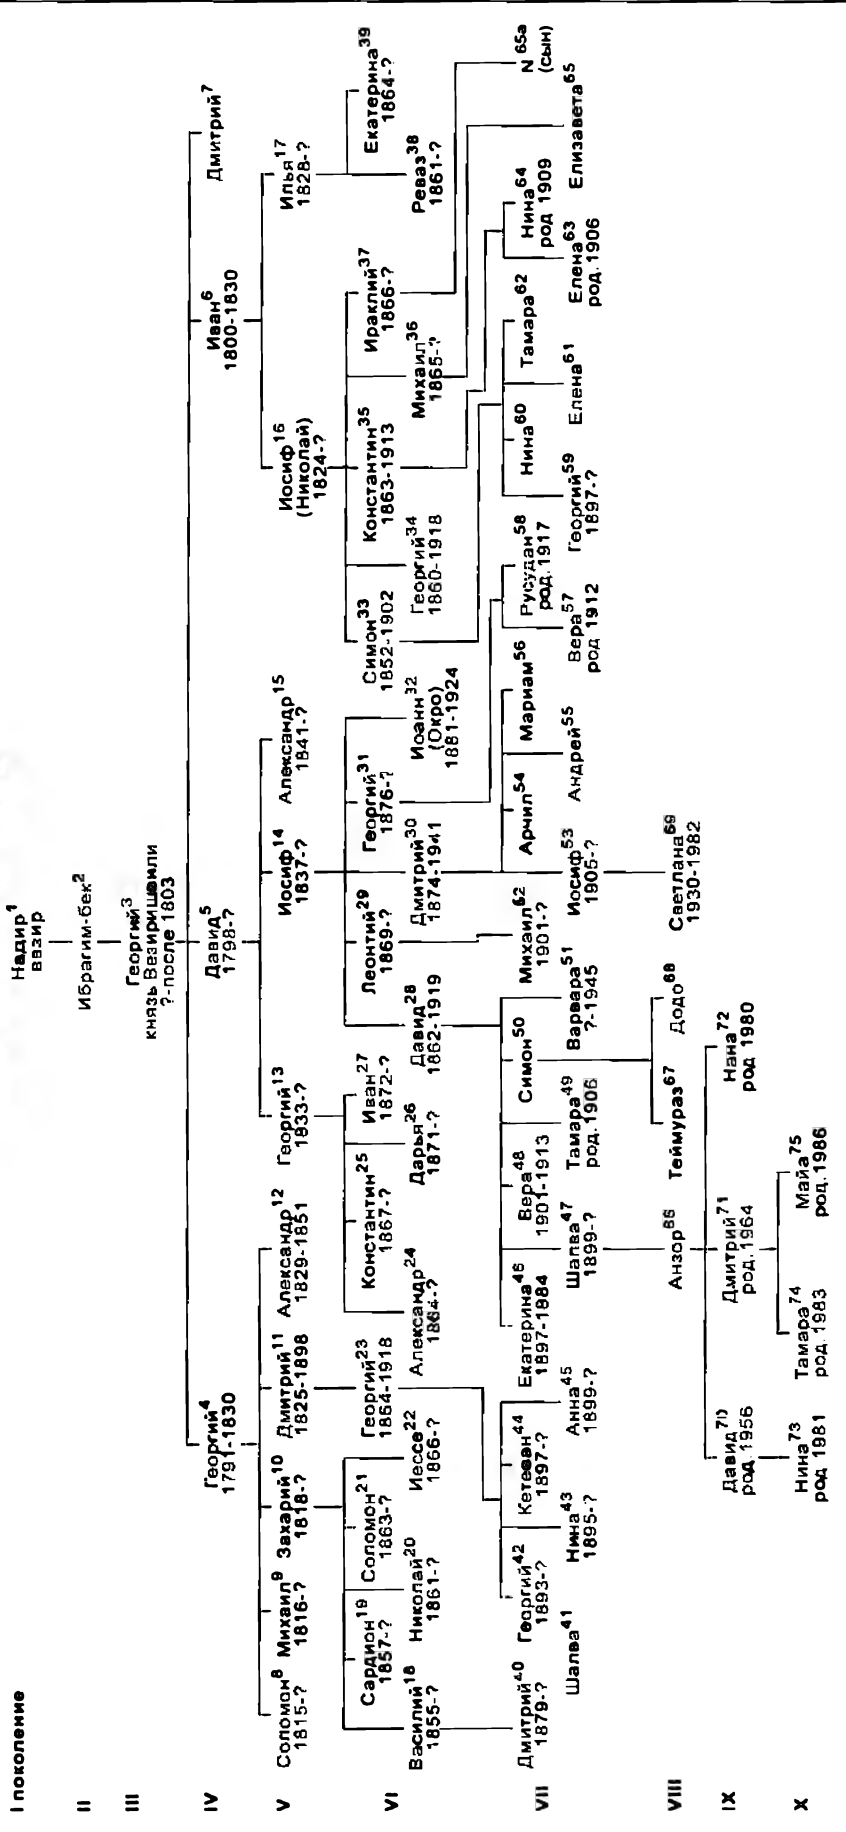 I поколение
Надир¹
вазир
II
Ибрагим-бек²
III
Георгий³
князь Везиришвили
?-после 1803
IV
Георгий⁴
1791-1830
Давид⁵
1798-?
Иван⁶
1800-1830
Дмитрий⁷
V
Соломон⁸
1815-?
Михаил⁹
1816-?
Захарий¹⁰
1818-?
Дмитрий¹¹
1825-1898
Александр¹²
1829-1851
Георгий¹³
1933-?
Иосиф¹⁴
1837-?
Александр¹⁵
1841-?
Иосиф¹⁶
(Николай)
1824-?
Илья¹⁷
1828-?
VI
Василий¹⁸
1855-?
Сардион¹⁹
1857-?
Николай²⁰
1861-?
Соломон²¹
1863-?
Иессе²²
1866-?
Георгий²³
1864-1918
Александр²⁴
1864-?
Константин²⁵
1867-?
Дарья²⁶
1871-?
Иван²⁷
1872-?
Давид²⁸
1862-1919
Леонтий²⁹
1869-?
Дмитрий³⁰
1874-1941
Георгий³¹
1876-?
Иоанн³²
(Окро)
1881-1924
Симон³³
1852-1902
Георгий³⁴
1860-1918
Константин³⁵
1863-1913
Михаил³⁶
1865-?
Ираклий³⁷
1866-?
Реваз³⁸
1861-?
Екатерина³⁹
1864-?
VII
Дмитрий⁴⁰
1879-?
Шалва⁴¹
Георгий⁴²
1893-?
Нина⁴³
1895-?
Кетеван⁴⁴
1897-?
Анна⁴⁵
1899-?
Екатерина⁴⁶
1897-1884
Шалва⁴⁷
1899-?
Вера⁴⁸
1901-1913
Тамара⁴⁹
род.1906
Симон⁵⁰
Варвара⁵¹
?-1945
Михаил⁵²
1901-?
Иосиф⁵³
1905-?
Арчил⁵⁴
Андрей⁵⁵
Мариам⁵⁶
Вера⁵⁷
род 1912
Русудан⁵⁸
род.1917
Георгий⁵⁹
1897-?
Нина⁶⁰
Елена⁶¹
Тамара⁶²
Елена⁶³
род.1906
Нина⁶⁴
род 1909
Елизавета⁶⁵
N ⁶⁵ᵃ
(сын)
VIII
Анзор⁶⁶
Теймураз⁶⁷
Додо⁶⁸
Светлана⁶⁹
1930-1982
IX
Давид⁷⁰
род.1956
Дмитрий⁷¹
род.1964
Нана⁷²
род 1980
X
Нина⁷³
род 1981
Тамара⁷⁴
род.1983
Майа⁷⁵
род.1986